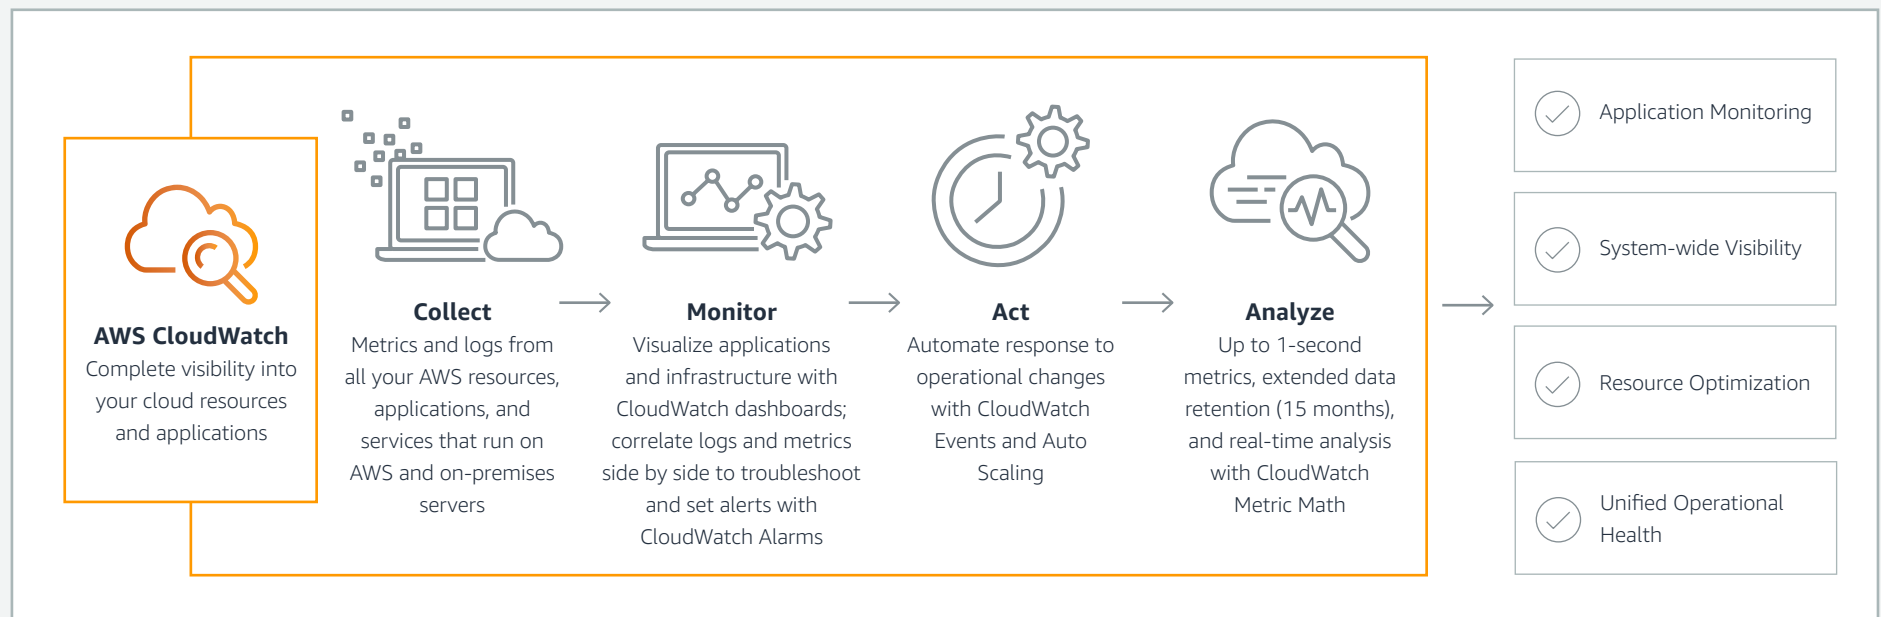 AWS CloudWatch
Complete visibility into
your cloud resources
and applications
Collect
Metrics and logs from
all your AWS resources,
applications, and
services that run on
AWS and on-premises
servers
Monitor
Visualize applications
and infrastructure with
CloudWatch dashboards;
correlate logs and metrics
side by side to troubleshoot
and set alerts with
CloudWatch Alarms
Act
Automate response to
operational changes
with CloudWatch
Events and Auto
Scaling
Analyze
Up to 1-second
metrics, extended data
retention (15 months),
and real-time analysis
with CloudWatch
Metric Math
Application Monitoring
System-wide Visibility
Resource Optimization
Unified Operational
Health